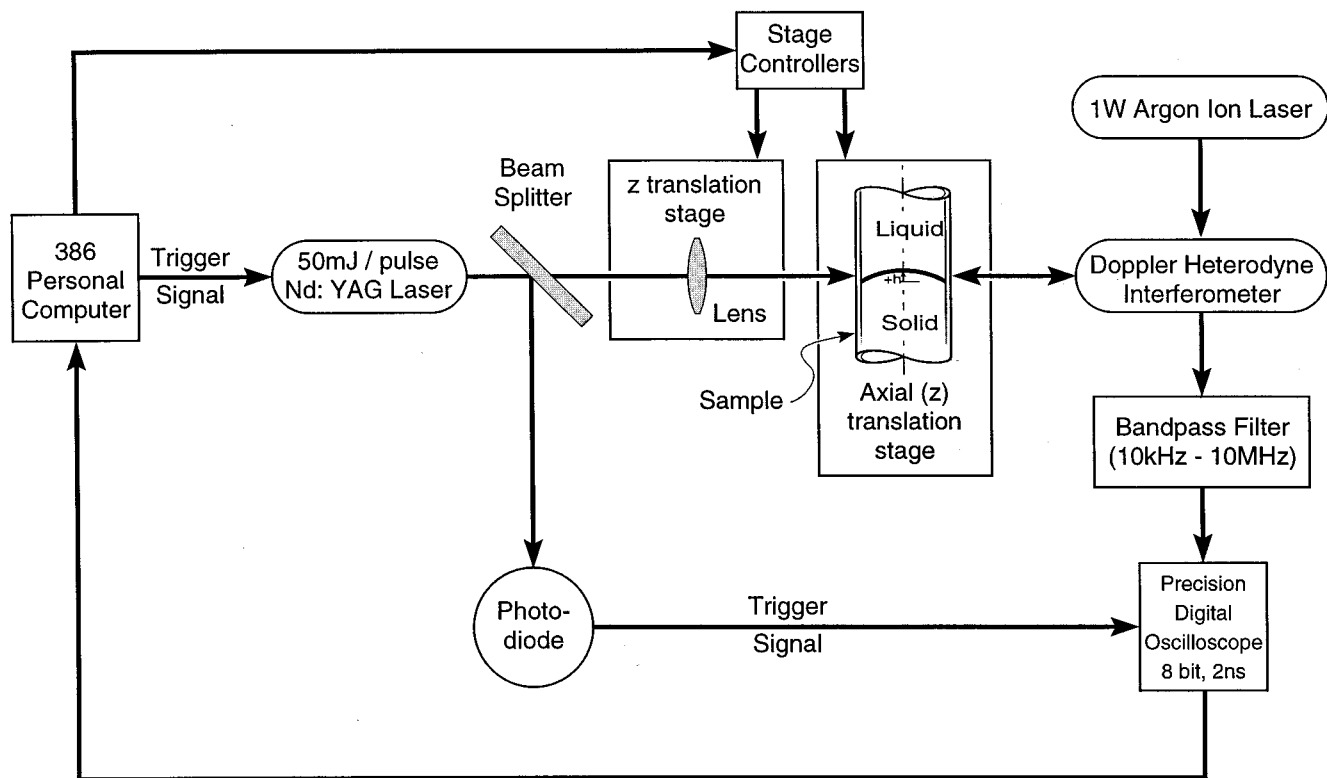 Stage
Controllers
1W Argon Ion Laser
Beam
Splitter
z translation
stage
Lens
Liquid
+h
Solid
Sample
Axial (z)
translation
stage
386
Personal
Computer
Trigger
Signal
50mJ / pulse
Nd: YAG Laser
Doppler Heterodyne
Interferometer
Bandpass Filter
(10kHz - 10MHz)
Photo-
diode
Trigger
Signal
Precision
Digital
Oscilloscope
8 bit, 2ns